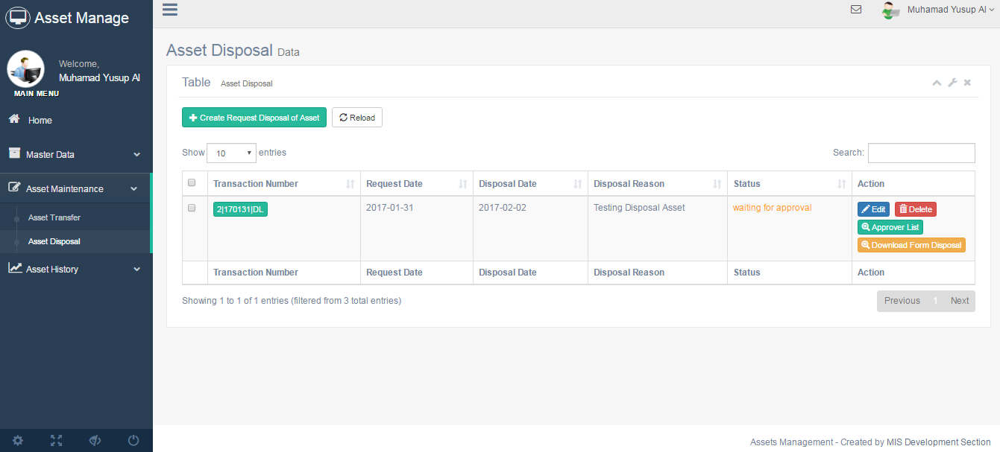 Asset Manage
Muhamad Yusup Al
Welcome,
Muhamad Yusup Al
MAIN MENU
Home
Master Data
Asset Maintenance
Asset Transfer
Asset Disposal
Asset History
Asset Disposal Data
Table Asset Disposal
Create Request Disposal of Asset Reload
Show 10 entries Search:
Transaction Number Request Date Disposal Date Disposal Reason Status Action
2|170131|DL 2017-01-31 2017-02-02 Testing Disposal Asset waiting for approval Edit Delete
Approver List
Download Form Disposal
Transaction Number Request Date Disposal Date Disposal Reason Status Action
Showing 1 to 1 of 1 entries (filtered from 3 total entries) Previous 1 Next
Assets Management - Created by MIS Development Section